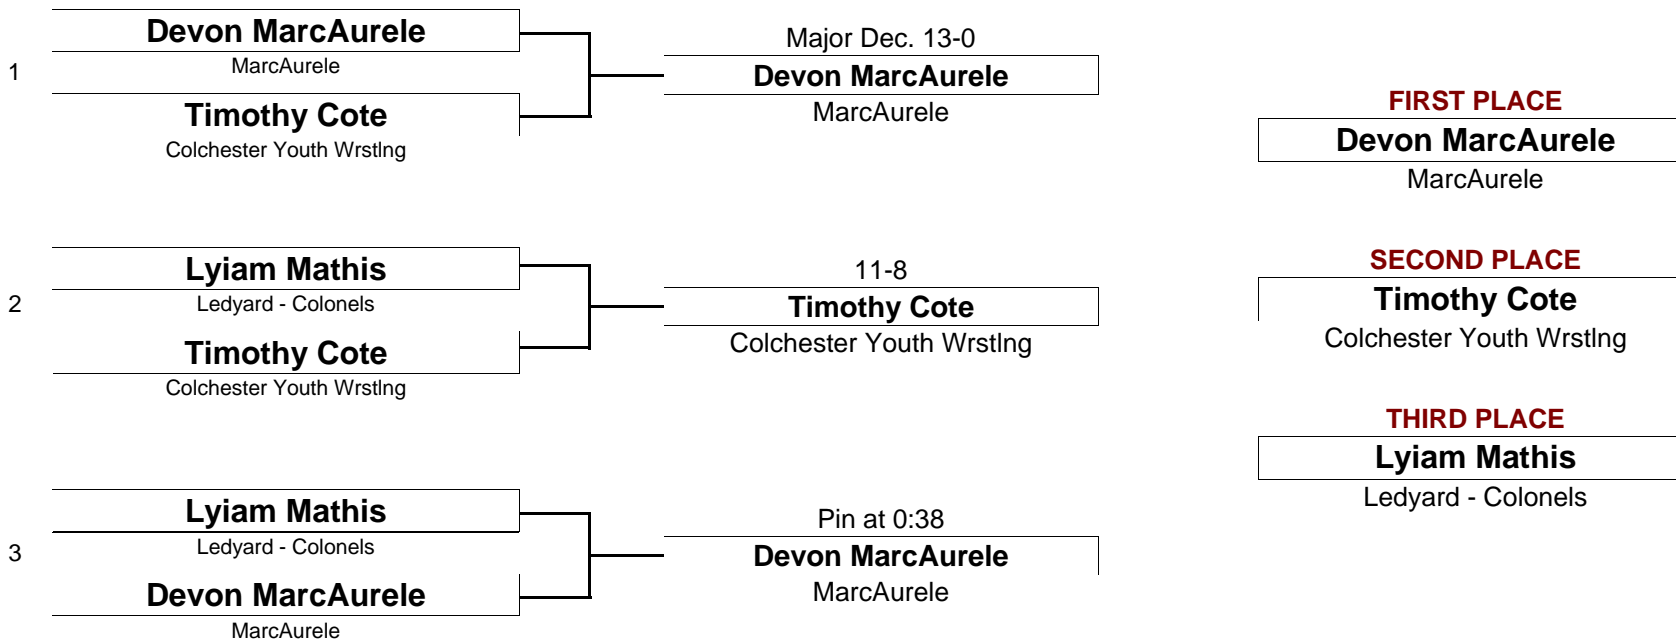 1
Devon MarcAurele
MarcAurele
Timothy Cote
Colchester Youth Wrstlng
Major Dec. 13-0
Devon MarcAurele
MarcAurele
2
Lyiam Mathis
Ledyard - Colonels
Timothy Cote
Colchester Youth Wrstlng
11-8
Timothy Cote
Colchester Youth Wrstlng
3
Lyiam Mathis
Ledyard - Colonels
Devon MarcAurele
MarcAurele
Pin at 0:38
Devon MarcAurele
MarcAurele
FIRST PLACE
Devon MarcAurele
MarcAurele
SECOND PLACE
Timothy Cote
Colchester Youth Wrstlng
THIRD PLACE
Lyiam Mathis
Ledyard - Colonels